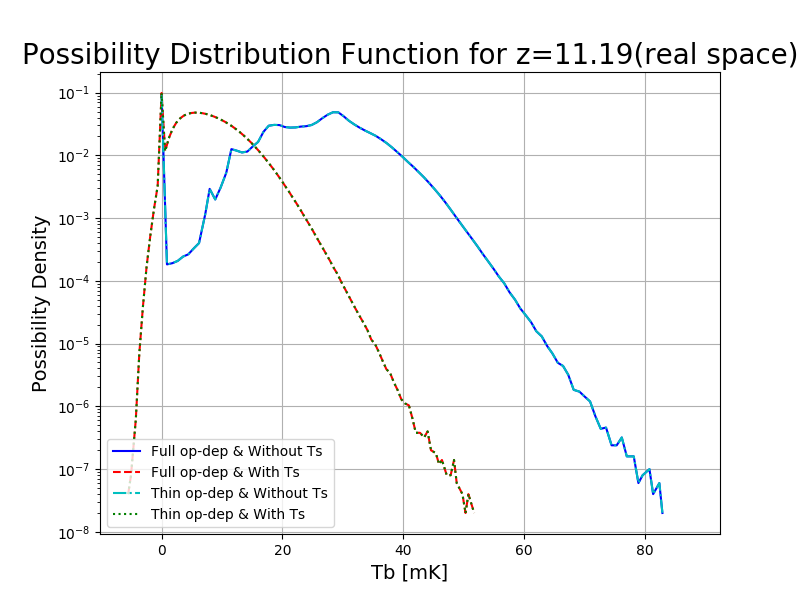 Possibility Distribution Function for z=11.19(real space)
Possibility Density
10⁻¹
10⁻²
10⁻³
10⁻⁴
10⁻⁵
10⁻⁶
10⁻⁷
10⁻⁸
Full op-dep & Without Ts
Full op-dep & With Ts
Thin op-dep & Without Ts
Thin op-dep & With Ts
0 20 40 60 80
Tb [mK]